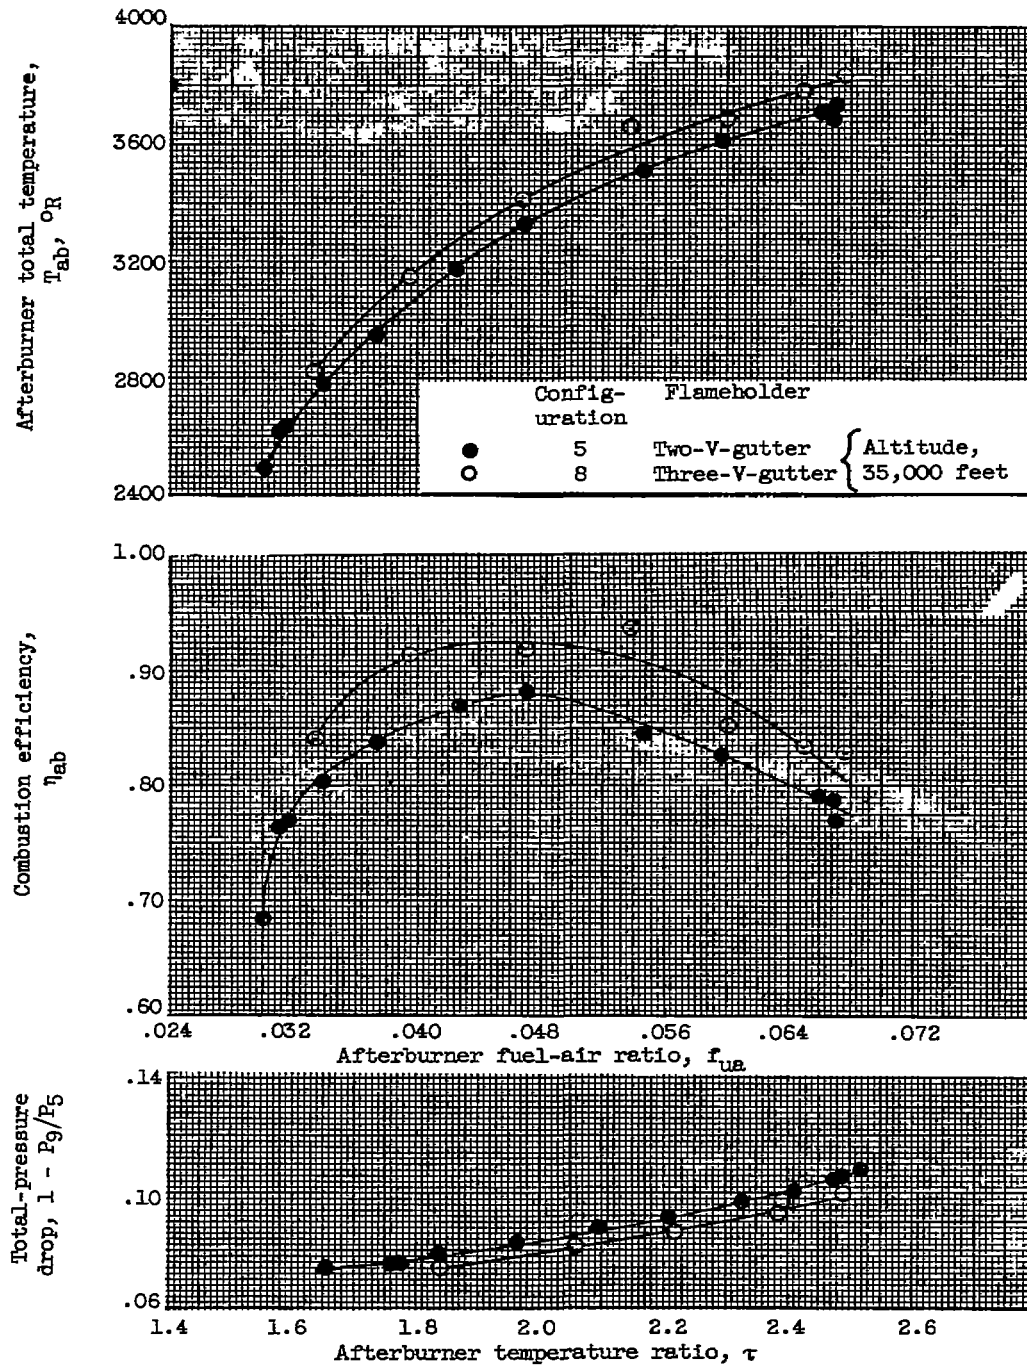 4000
3600
3200
2800
2400
Afterburner total temperature,
T_ab, °R
Config-
uration
Flameholder
5 Two-V-gutter
8 Three-V-gutter
Altitude,
35,000 feet
1.00
.90
.80
.70
.60
Combustion efficiency,
η_ab
.024 .032 .040 .048 .056 .064 .072
Afterburner fuel-air ratio, f_ua
.14
.10
.06
Total-pressure
drop, 1 - P_9/P_5
1.4 1.6 1.8 2.0 2.2 2.4 2.6
Afterburner temperature ratio, τ